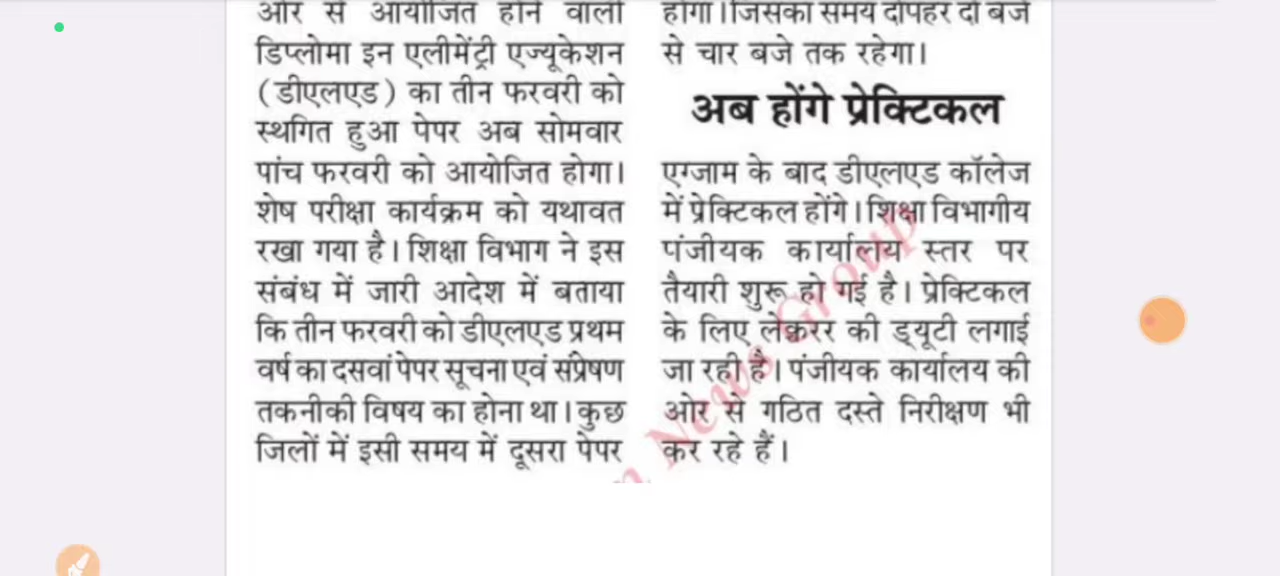 ओर से आयोजित होने वाली
डिप्लोमा इन एलीमेंट्री एज्यूकेशन
(डीएलएड) का तीन फरवरी को
स्थगित हुआ पेपर अब सोमवार
पांच फरवरी को आयोजित होगा।
शेष परीक्षा कार्यक्रम को यथावत
रखा गया है। शिक्षा विभाग ने इस
संबंध में जारी आदेश में बताया
कि तीन फरवरी को डीएलएड प्रथम
वर्ष का दसवां पेपर सूचना एवं संप्रेषण
तकनीकी विषय का होना था। कुछ
जिलों में इसी समय में दूसरा पेपर
होगा। जिसका समय दोपहर दो बजे
से चार बजे तक रहेगा।
अब होंगे प्रेक्टिकल
एग्जाम के बाद डीएलएड कॉलेज
में प्रेक्टिकल होंगे। शिक्षा विभागीय
पंजीयक कार्यालय स्तर पर
तैयारी शुरू हो गई है। प्रेक्टिकल
के लिए लेक्चरर की ड्यूटी लगाई
जा रही है। पंजीयक कार्यालय की
ओर से गठित दस्ते निरीक्षण भी
कर रहे हैं।
News Group